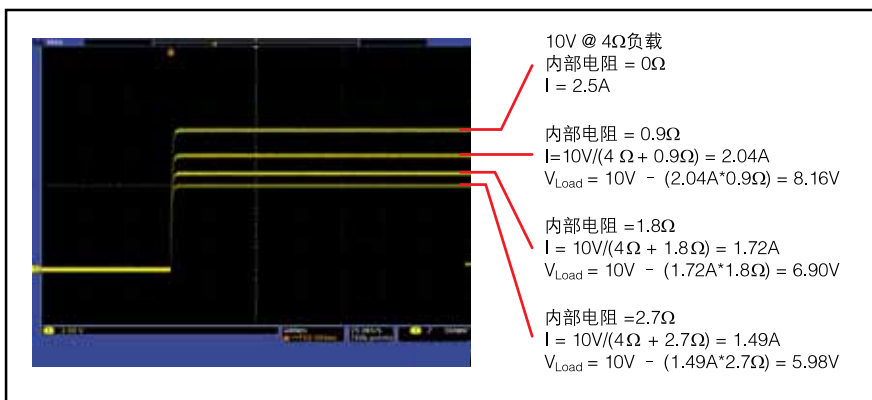 10V @ 4Ω负载
内部电阻 = 0Ω
I = 2.5A
内部电阻 = 0.9Ω
I=10V/(4 Ω + 0.9Ω) = 2.04A
VLoad = 10V － (2.04A*0.9Ω) = 8.16V
内部电阻 =1.8Ω
I = 10V/(4Ω + 1.8Ω) = 1.72A
VLoad = 10V － (1.72A*1.8Ω) = 6.90V
内部电阻 =2.7Ω
I = 10V/(4Ω + 2.7Ω) = 1.49A
VLoad = 10V － (1.49A*2.7Ω) = 5.98V